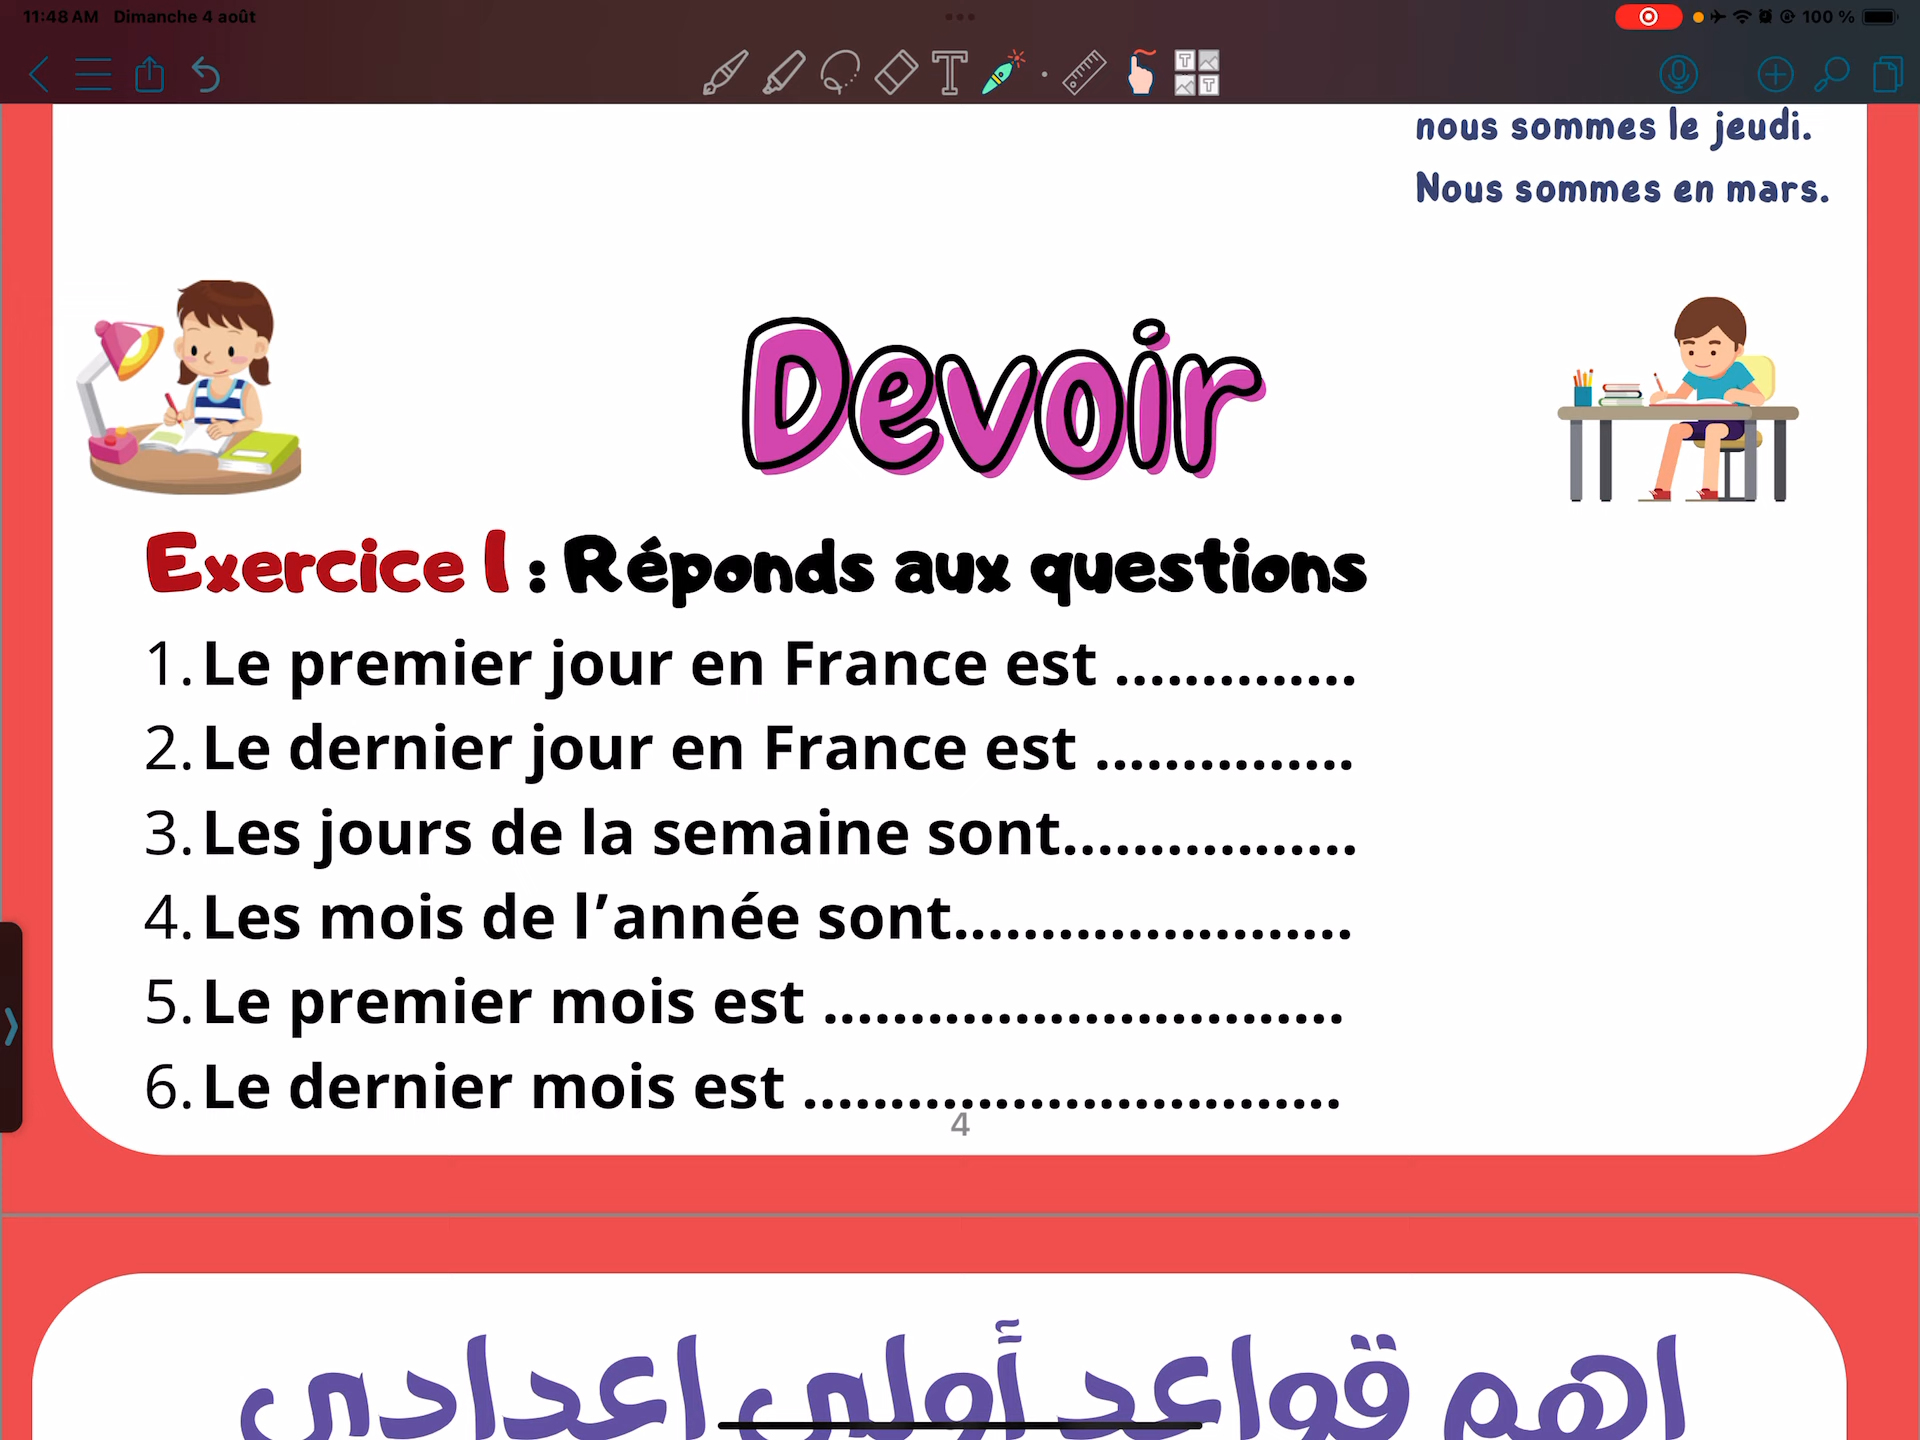 11:48 AM Dimanche 4 août
100 %
nous sommes le jeudi.
Nous sommes en mars.
Devoir
Exercice 1 : Réponds aux questions
1. Le premier jour en France est ..............
2. Le dernier jour en France est ...............
3. Les jours de la semaine sont.................
4. Les mois de l’année sont.......................
5. Le premier mois est ..............................
6. Le dernier mois est ...............................
4
اهم قواعد أولى اعدادى